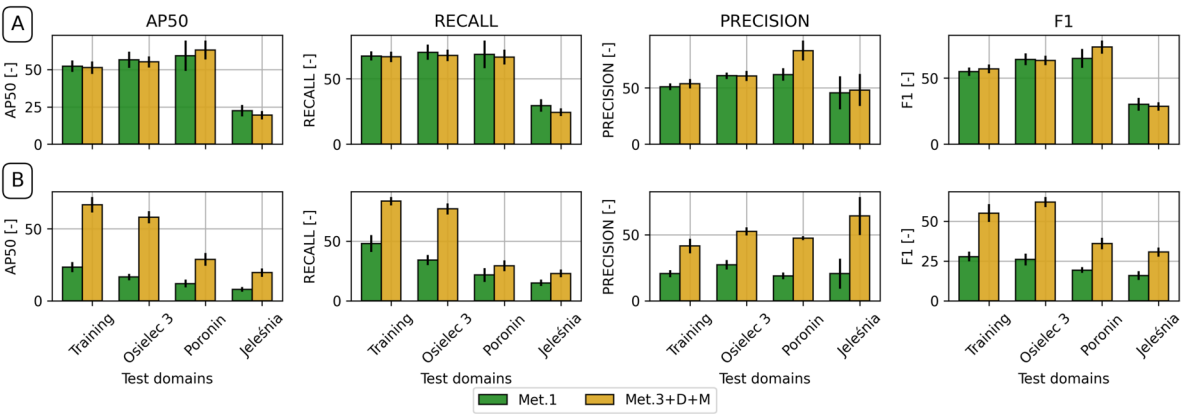 A
AP50
RECALL
PRECISION
F1
AP50 [-]
50
25
0
RECALL [-]
50
0
PRECISION [-]
50
0
F1 [-]
50
0
B
AP50 [-]
50
0
RECALL [-]
50
0
PRECISION [-]
50
0
F1 [-]
50
25
0
Training
Osielec 3
Poronin
Jeleśnia
Training
Osielec 3
Poronin
Jeleśnia
Training
Osielec 3
Poronin
Jeleśnia
Training
Osielec 3
Poronin
Jeleśnia
Test domains
Test domains
Test domains
Test domains
Met.1
Met.3+D+M